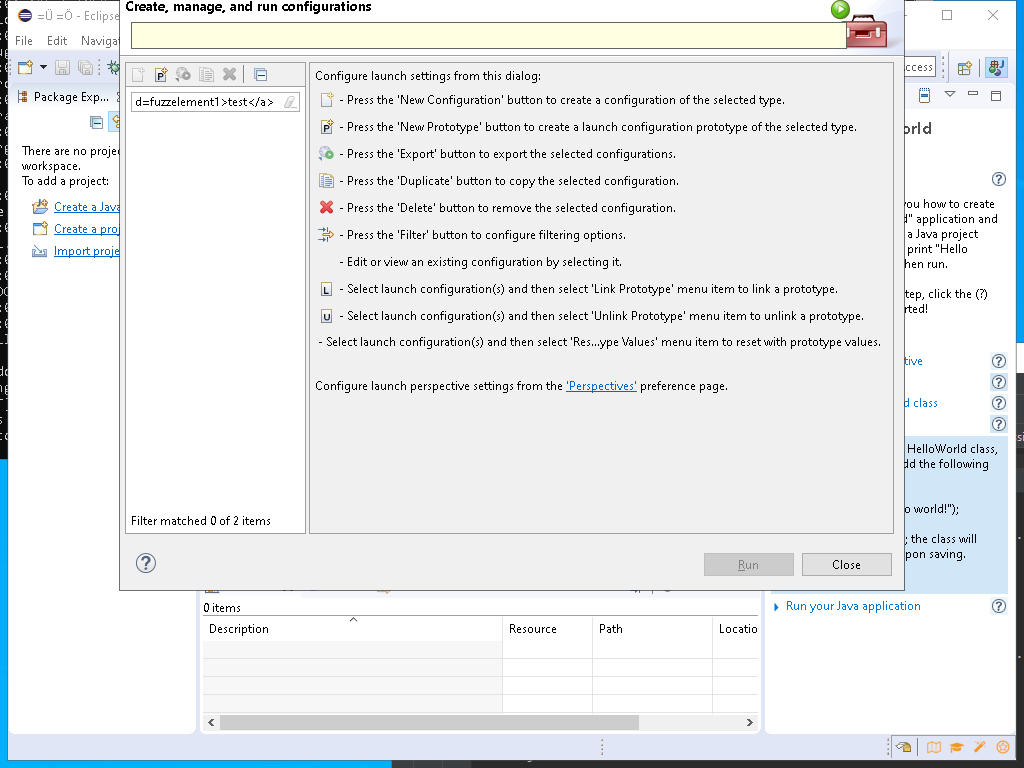 Create, manage, and run configurations
=Ü =Ö - Eclipse
File Edit Naviga
ccess
Package Exp...
d=fuzzelement1>test</a>
There are no proje
workspace.
To add a project:
Create a Java
Create a proj
Import proje
Filter matched 0 of 2 items
Configure launch settings from this dialog:
- Press the 'New Configuration' button to create a configuration of the selected type.
- Press the 'New Prototype' button to create a launch configuration prototype of the selected type.
- Press the 'Export' button to export the selected configurations.
- Press the 'Duplicate' button to copy the selected configuration.
- Press the 'Delete' button to remove the selected configuration.
- Press the 'Filter' button to configure filtering options.
- Edit or view an existing configuration by selecting it.
L - Select launch configuration(s) and then select 'Link Prototype' menu item to link a prototype.
U - Select launch configuration(s) and then select 'Unlink Prototype' menu item to unlink a prototype.
- Select launch configuration(s) and then select 'Res...ype Values' menu item to reset with prototype values.
Configure launch perspective settings from the 'Perspectives' preference page.
Run
Close
orld
you how to create
d" application and
a Java project
print "Hello
hen run.
tep, click the (?)
rted!
tive
d class
HelloWorld class,
dd the following
o world!");
; the class will
pon saving.
Run your Java application
0 items
Description Resource Path Locatio